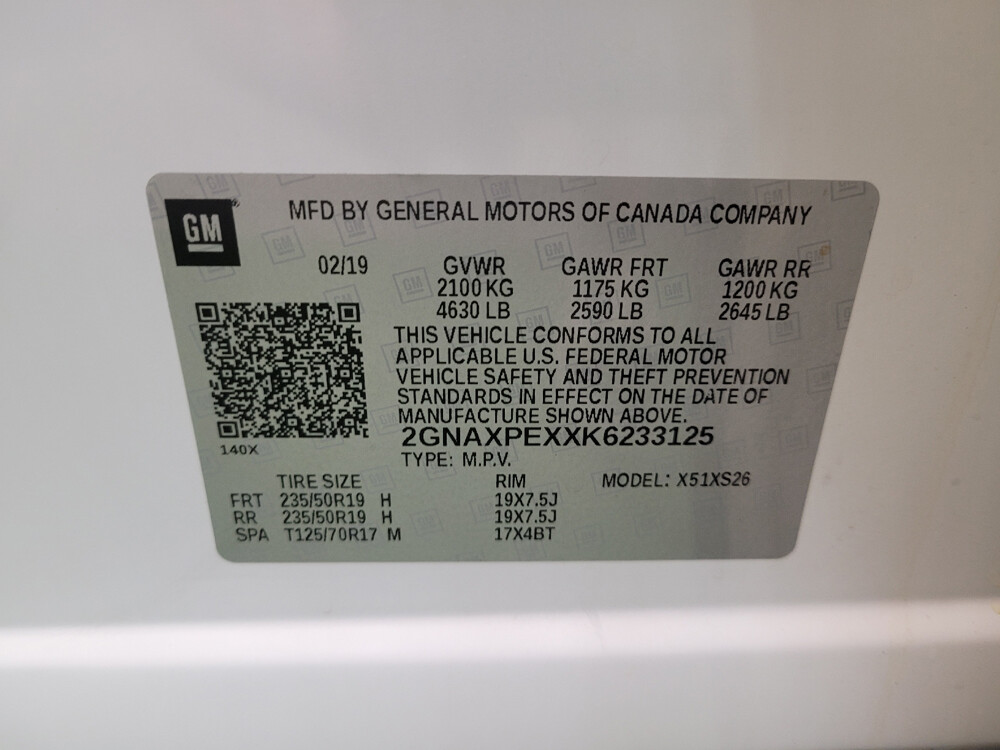 GM
MFD BY GENERAL MOTORS OF CANADA COMPANY
02/19 GVWR GAWR FRT GAWR RR
2100 KG 1175 KG 1200 KG
4630 LB 2590 LB 2645 LB
THIS VEHICLE CONFORMS TO ALL
APPLICABLE U.S. FEDERAL MOTOR
VEHICLE SAFETY AND THEFT PREVENTION
STANDARDS IN EFFECT ON THE DATE OF
MANUFACTURE SHOWN ABOVE.
2GNAXPEXXK6233125
140X
TYPE: M.P.V.
TIRE SIZE RIM MODEL: X51XS26
FRT 235/50R19 H 19X7.5J
RR 235/50R19 H 19X7.5J
SPA T125/70R17 M 17X4BT